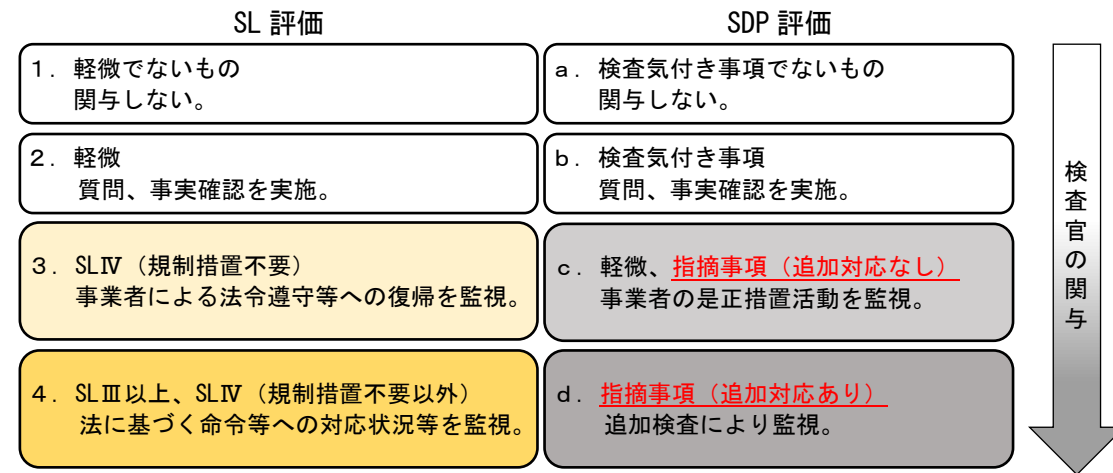 SL 評価
1. 軽微でないもの
関与しない。
2. 軽微
質問、事実確認を実施。
3. SLⅣ(規制措置不要)
事業者による法令遵守等への復帰を監視。
4. SLⅢ以上、SLⅣ(規制措置不要以外)
法に基づく命令等への対応状況等を監視。
SDP 評価
a. 検査気付き事項でないもの
関与しない。
b. 検査気付き事項
質問、事実確認を実施。
c. 軽微、指摘事項(追加対応なし)
事業者の是正措置活動を監視。
d. 指摘事項(追加対応あり)
追加検査により監視。
検査官の関与